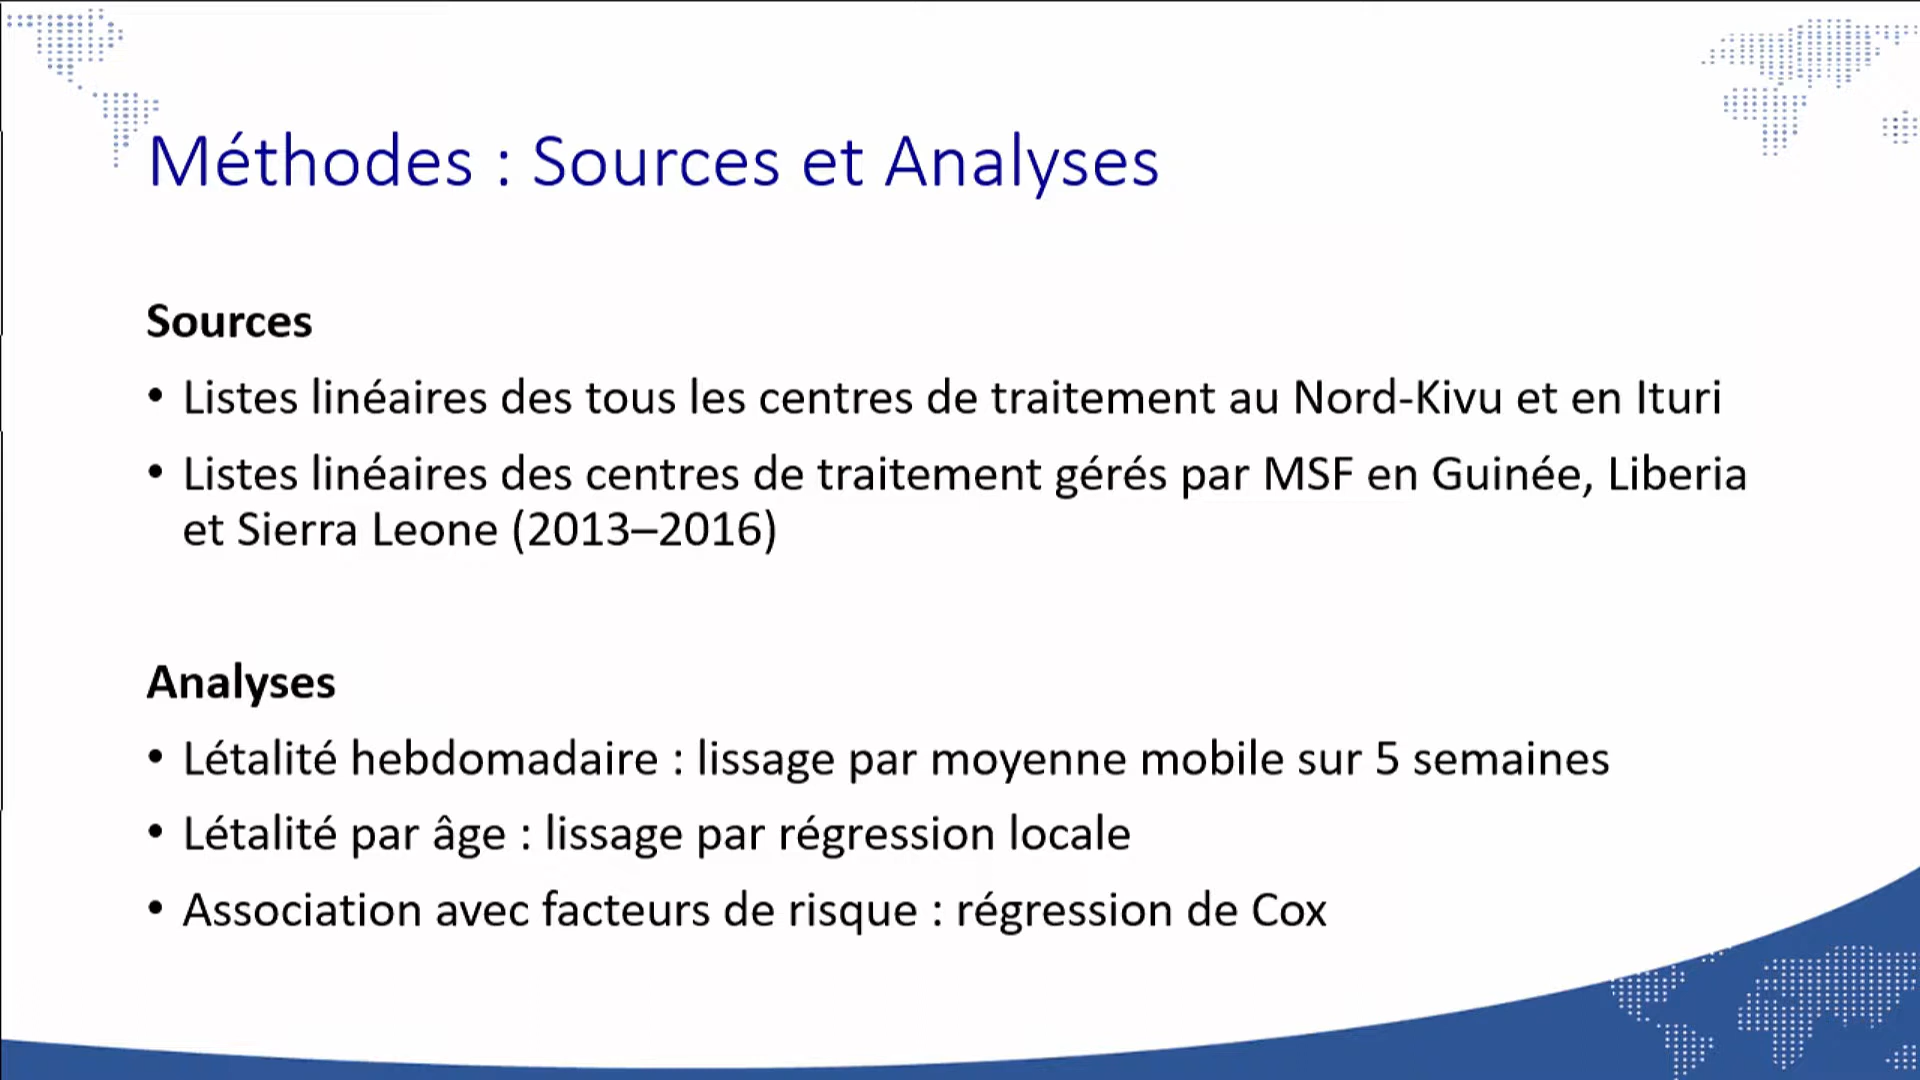 Méthodes : Sources et Analyses
Sources
• Listes linéaires des tous les centres de traitement au Nord-Kivu et en Ituri
• Listes linéaires des centres de traitement gérés par MSF en Guinée, Liberia
et Sierra Leone (2013–2016)
Analyses
• Létalité hebdomadaire : lissage par moyenne mobile sur 5 semaines
• Létalité par âge : lissage par régression locale
• Association avec facteurs de risque : régression de Cox